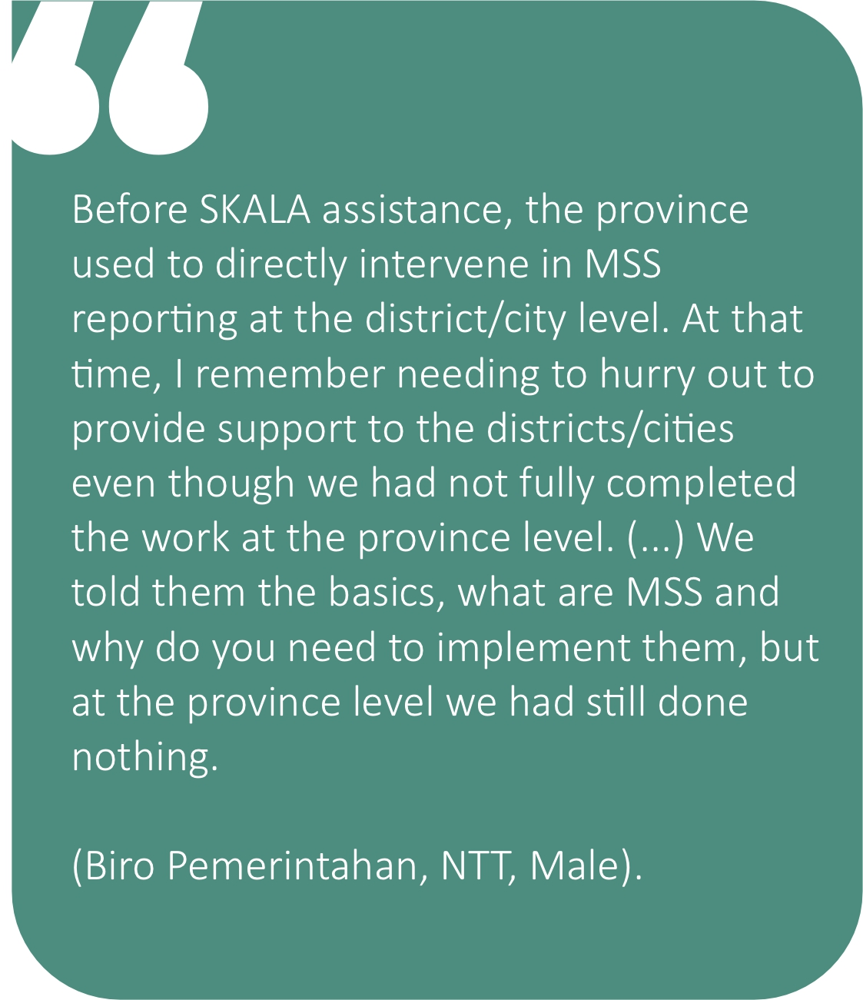 Before SKALA assistance, the province
used to directly intervene in MSS
reporting at the district/city level. At that
time, I remember needing to hurry out to
provide support to the districts/cities
even though we had not fully completed
the work at the province level. (...) We
told them the basics, what are MSS and
why do you need to implement them, but
at the province level we had still done
nothing.
(Biro Pemerintahan, NTT, Male).